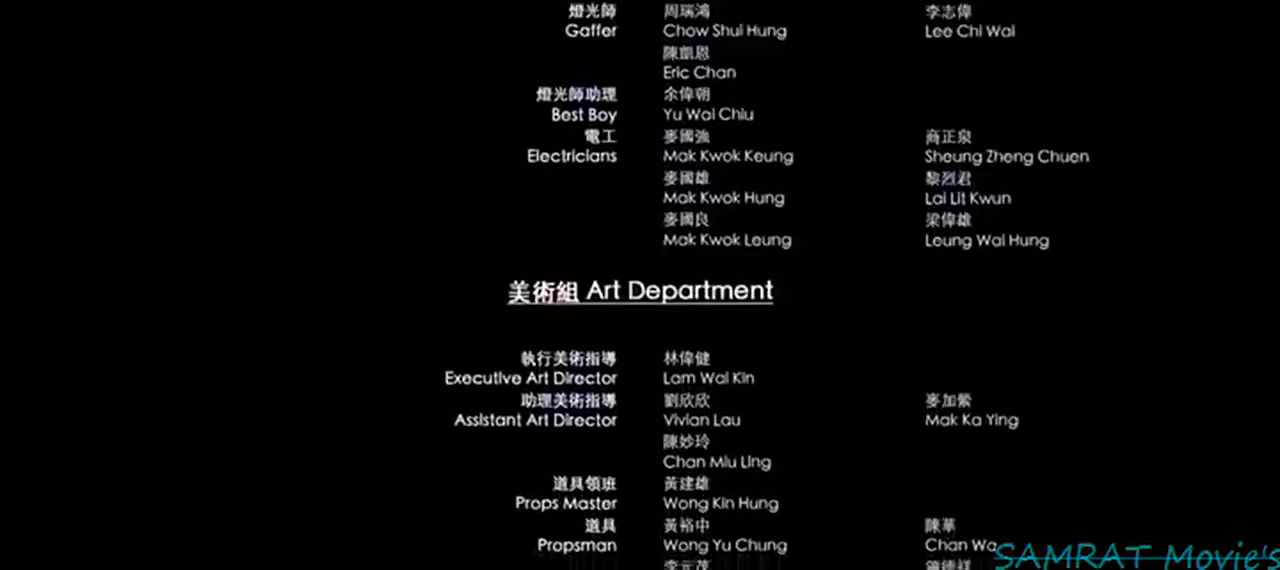 燈光師 周瑞鴻 李志偉
Gaffer Chow Shui Hung Lee Chi Wai
陳凱恩
Eric Chan
燈光師助理 余偉朝
Best Boy Yu Wai Chiu
電工 麥國強 商正泉
Electricians Mak Kwok Keung Sheung Zheng Chuen
麥國雄 黎烈君
Mak Kwok Hung Lai Lit Kwun
麥國良 梁偉雄
Mak Kwok Leung Leung Wai Hung
美術組 Art Department
執行美術指導 林偉健
Executive Art Director Lam Wai Kin
助理美術指導 劉欣欣 麥加縈
Assistant Art Director Vivian Lau Mak Ka Ying
陳妙玲
Chan Miu Ling
道具領班 黃建雄
Props Master Wong Kin Hung
道具 黃裕中 陳華
Propsman Wong Yu Chung Chan Wa
SAMRAT Movie's
李元茂